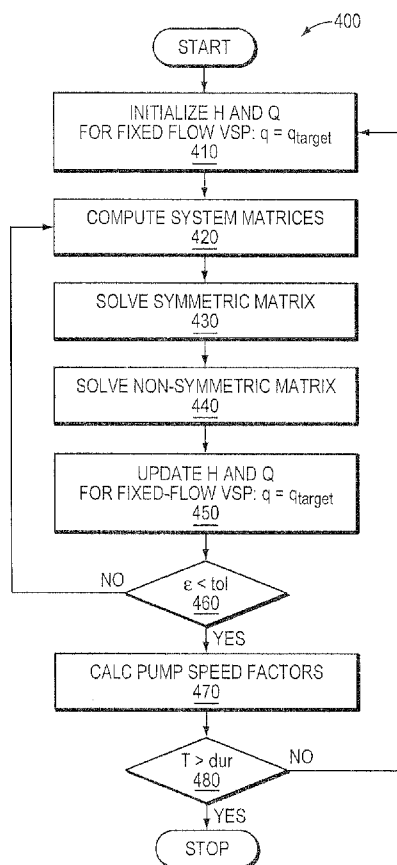 400
START
INITIALIZE H AND Q
FOR FIXED FLOW VSP: q = qtarget
410
COMPUTE SYSTEM MATRICES
420
SOLVE SYMMETRIC MATRIX
430
SOLVE NON-SYMMETRIC MATRIX
440
UPDATE H AND Q
FOR FIXED-FLOW VSP: q = qtarget
450
NO
ε < tol
460
YES
CALC PUMP SPEED FACTORS
470
T > dur
480
NO
YES
STOP